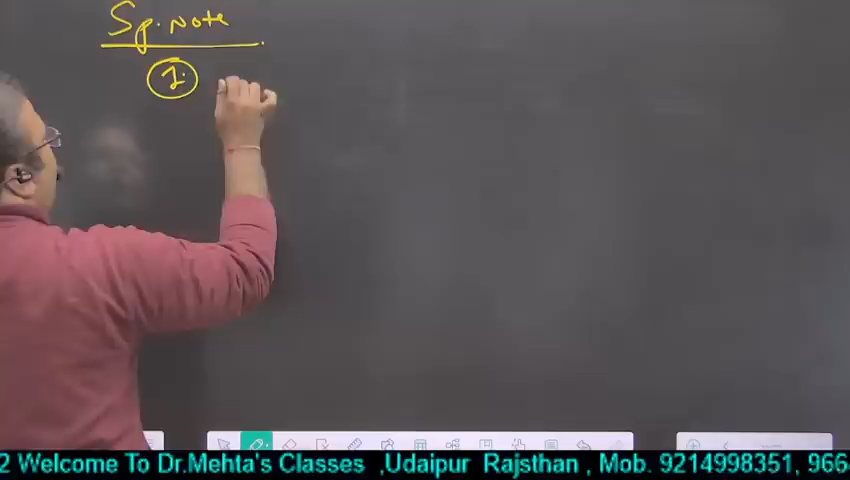 Sp. Note
1.
2 Welcome To Dr.Mehta's Classes ,Udaipur Rajsthan , Mob. 9214998351, 966